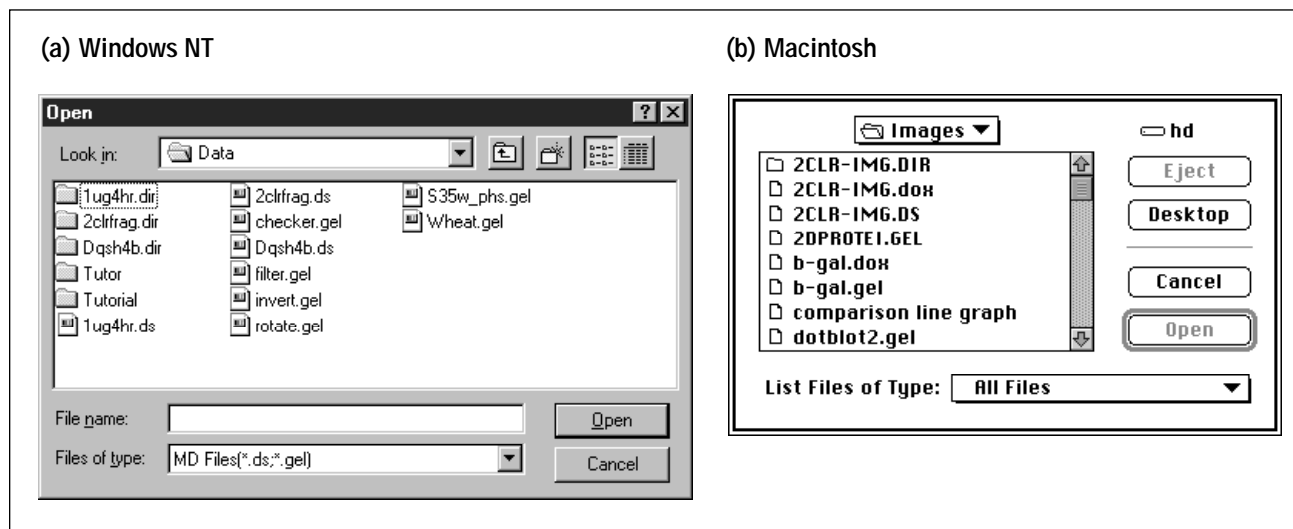 (a) Windows NT
Open
Look in: Data
1ug4hr.dir
2clrfrag.dir
Dqsh4b.dir
Tutor
Tutorial
1ug4hr.ds
2clrfrag.ds
checker.gel
Dqsh4b.ds
filter.gel
invert.gel
rotate.gel
S35w_phs.gel
Wheat.gel
File name:
Open
Files of type: MD Files(*.ds;*.gel)
Cancel
(b) Macintosh
Images
hd
2CLR-IMG.DIR
2CLR-IMG.dox
2CLR-IMG.DS
2DPROTEI.GEL
b-gal.dox
b-gal.gel
comparison line graph
dotblot2.gel
Eject
Desktop
Cancel
Open
List Files of Type: All Files